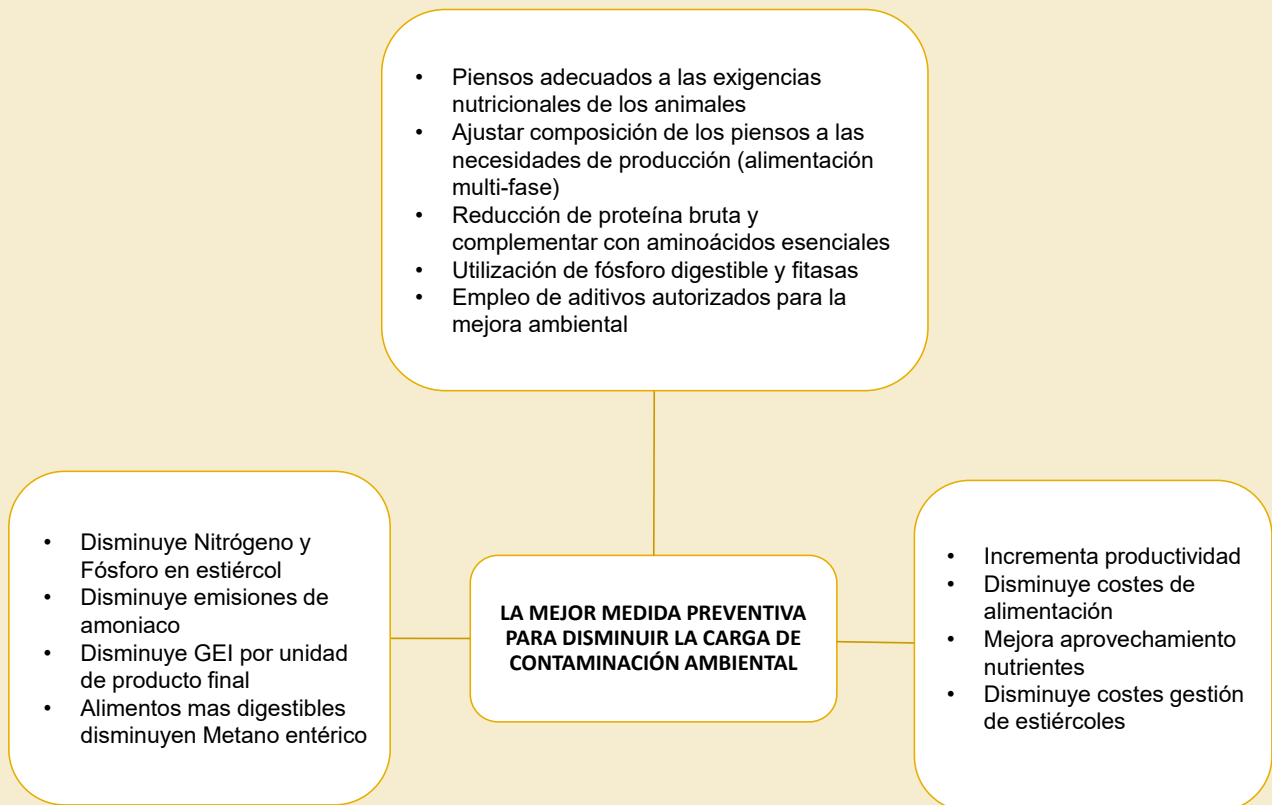 • Piensos adecuados a las exigencias
nutricionales de los animales
• Ajustar composición de los piensos a las
necesidades de producción (alimentación
multi-fase)
• Reducción de proteína bruta y
complementar con aminoácidos esenciales
• Utilización de fósforo digestible y fitasas
• Empleo de aditivos autorizados para la
mejora ambiental
• Disminuye Nitrógeno y
Fósforo en estiércol
• Disminuye emisiones de
amoniaco
• Disminuye GEI por unidad
de producto final
• Alimentos mas digestibles
disminuyen Metano entérico
LA MEJOR MEDIDA PREVENTIVA
PARA DISMINUIR LA CARGA DE
CONTAMINACIÓN AMBIENTAL
• Incrementa productividad
• Disminuye costes de
alimentación
• Mejora aprovechamiento
nutrientes
• Disminuye costes gestión
de estiércoles